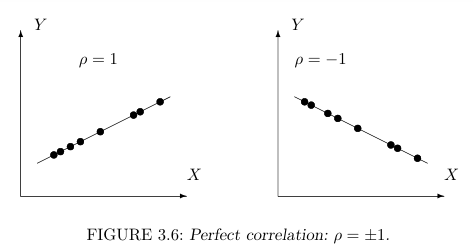 Y
ρ = 1
X
Y
ρ = −1
X
FIGURE 3.6: Perfect correlation: ρ = ±1.